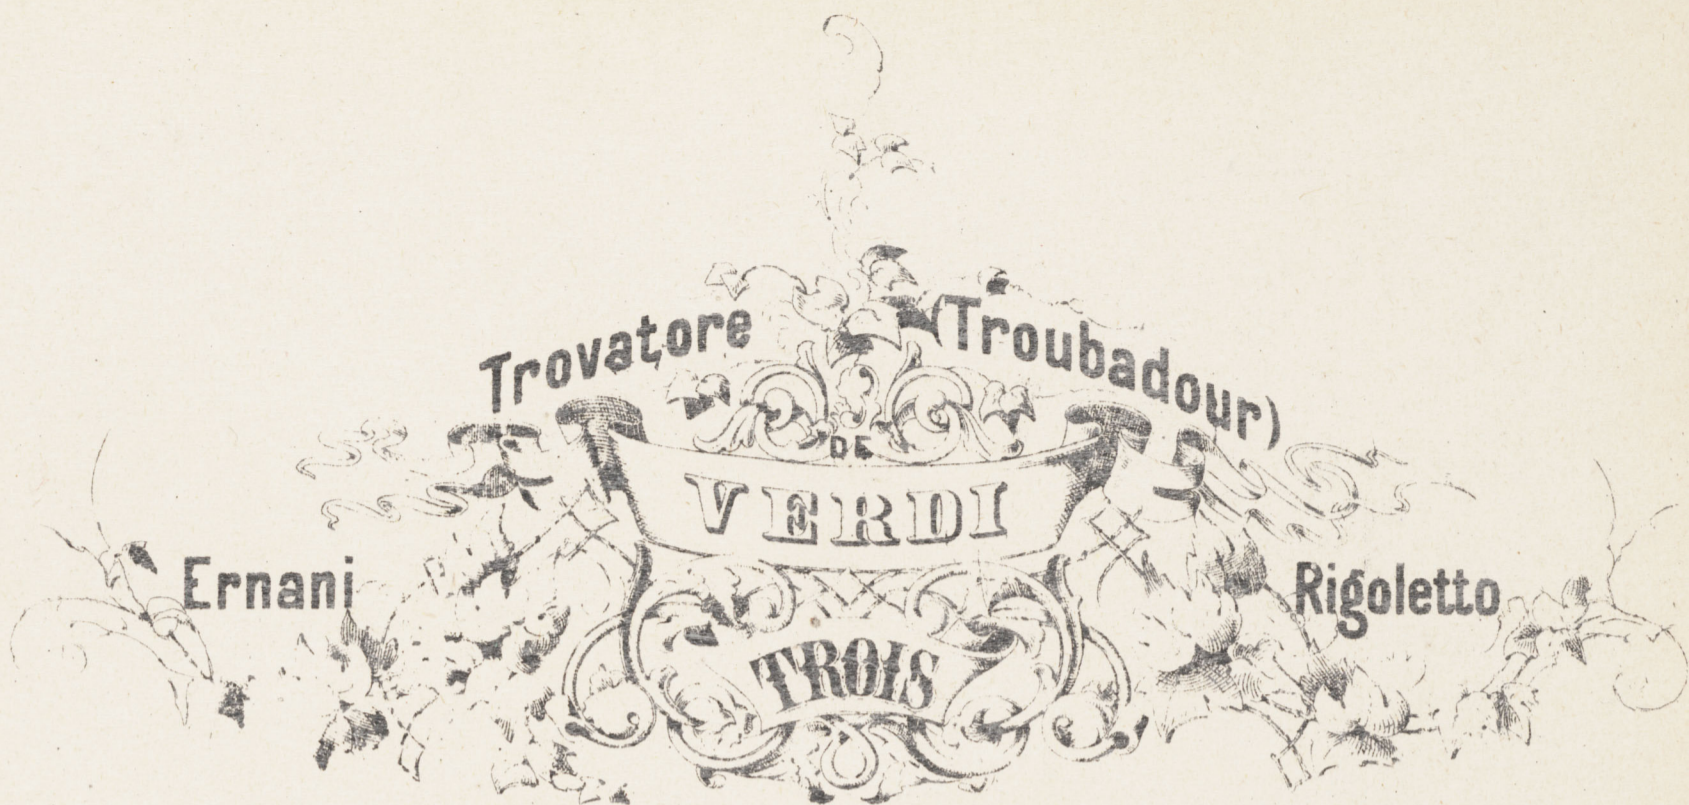 Trovatore (Troubadour)
DE
VERDI
Ernani
Rigoletto
TROIS